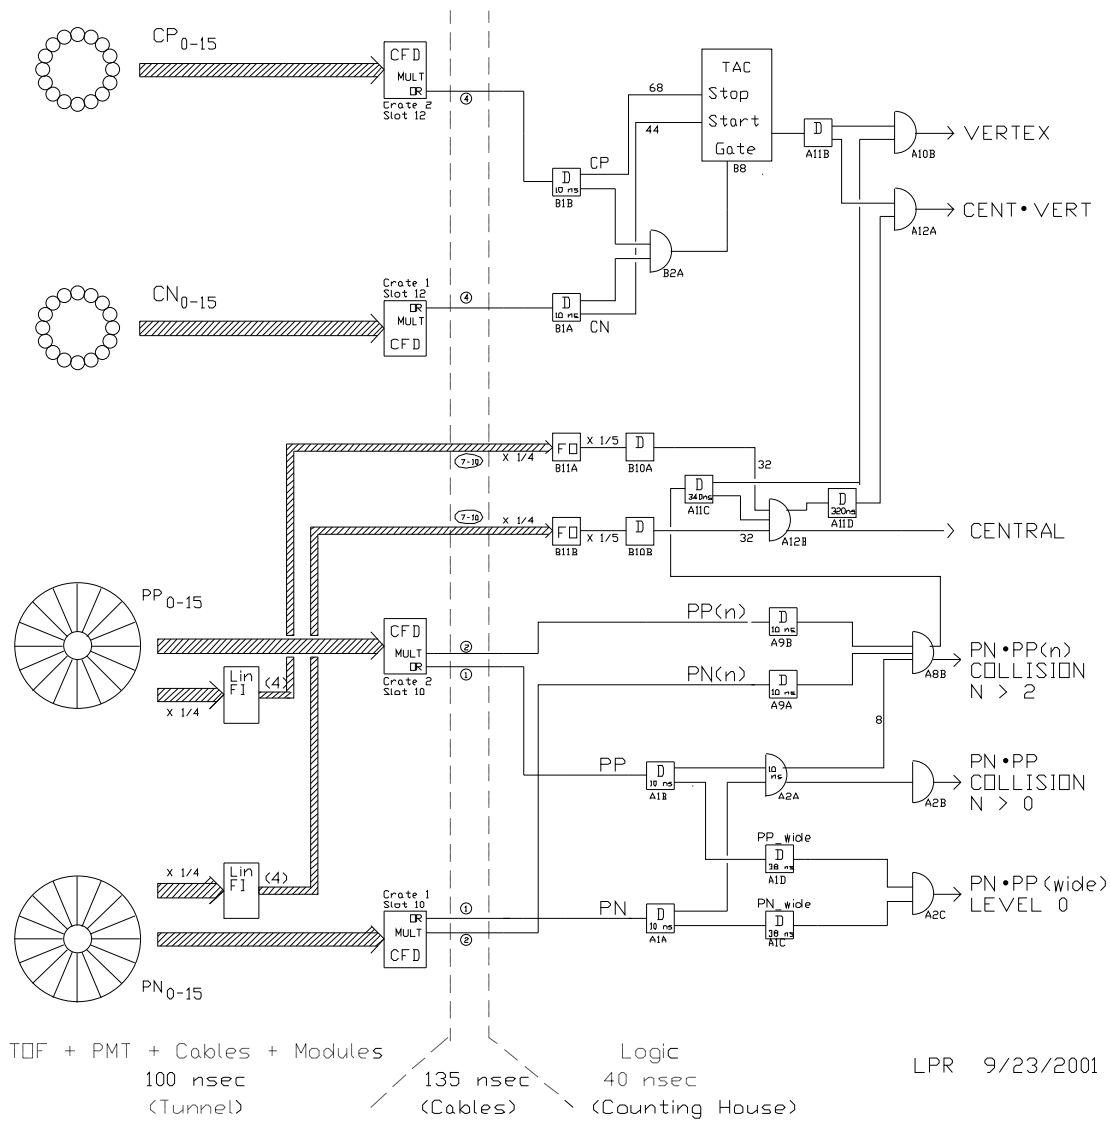 CP0-15
CFD
MULT
OR
Crate 2
Slot 12
4
TAC
Stop
Start
Gate
B8
68
44
CP
D
10 ns
B1B
D
A11B
A10B
VERTEX
A12A
CENT•VERT
B2A
CN0-15
Crate 1
Slot 12
OR
MULT
CFD
4
D
10 ns
B1A
CN
7-10
X 1/4
FO
B11A
X 1/5
D
B10A
32
7-10
X 1/4
FO
B11B
X 1/5
D
B10B
32
D
340ns
A11C
A12B
D
320ns
A11D
CENTRAL
PP0-15
CFD
MULT
OR
Crate 2
Slot 10
2
1
X 1/4
Lin
FI
(4)
PP(n)
D
10 ns
A9B
PN(n)
D
10 ns
A9A
A8B
PN•PP(n)
COLLISION
N > 2
8
PP
D
10 ns
A1B
10
ns
A2A
A2B
PN•PP
COLLISION
N > 0
PP_wide
D
38 ns
A1D
X 1/4
Lin
FI
(4)
Crate 1
Slot 10
OR
MULT
CFD
1
2
PN
D
10 ns
A1A
PN_wide
D
38 ns
A1C
A2C
PN•PP(wide)
LEVEL 0
PN0-15
TOF + PMT + Cables + Modules
100 nsec
(Tunnel)
135 nsec
(Cables)
Logic
40 nsec
(Counting House)
LPR 9/23/2001